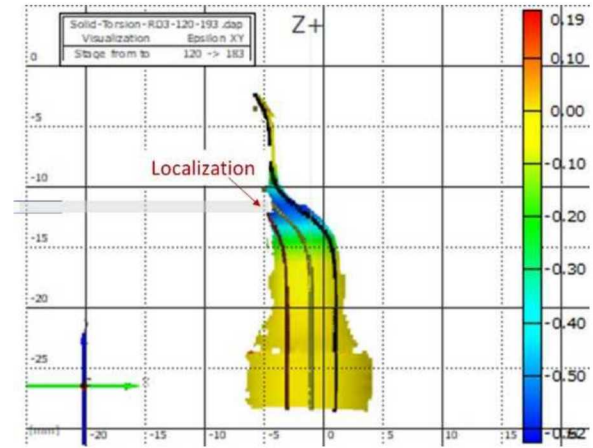 Solid-Torsion-RD3-120-193.dap
Visualization Epsilon XY
Stage from to 120 -> 183
Z+
0.19
0
0.10
-5
0.00
Localization
-0.10
-10
-0.20
-15
-0.30
-20
-0.40
-25
-0.50
[mm] -20 -15 -10 -5 0 5 10 15